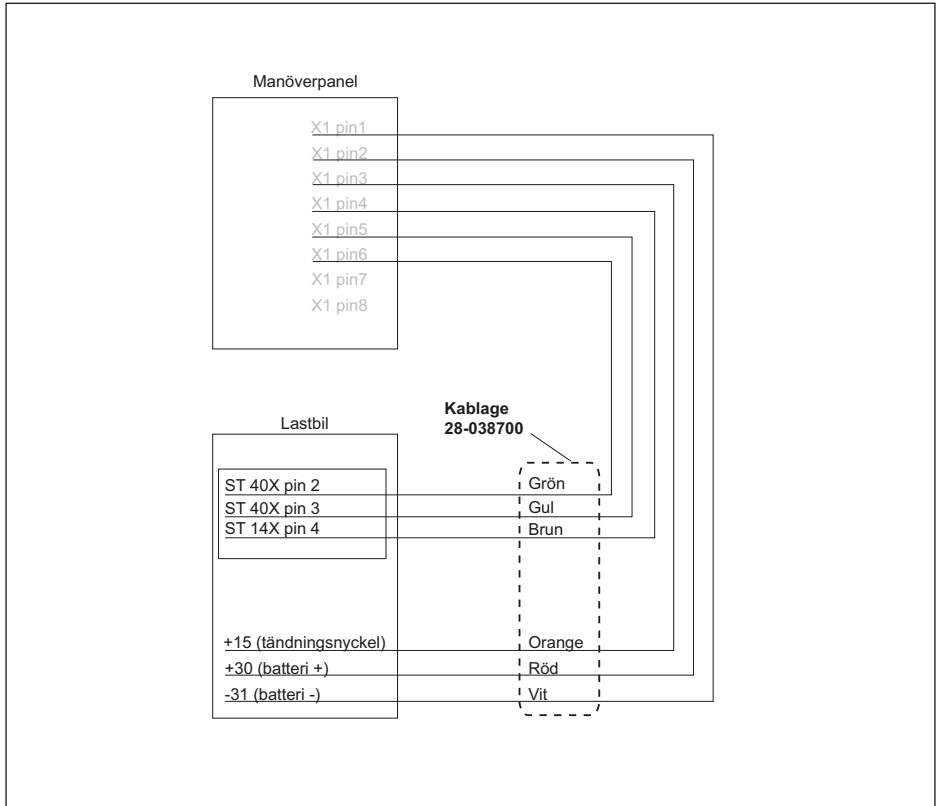 Manöverpanel
X1 pin1
X1 pin2
X1 pin3
X1 pin4
X1 pin5
X1 pin6
X1 pin7
X1 pin8
Kablage
28-038700
Lastbil
ST 40X pin 2
Grön
ST 40X pin 3
Gul
ST 14X pin 4
Brun
+15 (tändningsnyckel)
Orange
+30 (batteri +)
Röd
-31 (batteri -)
Vit